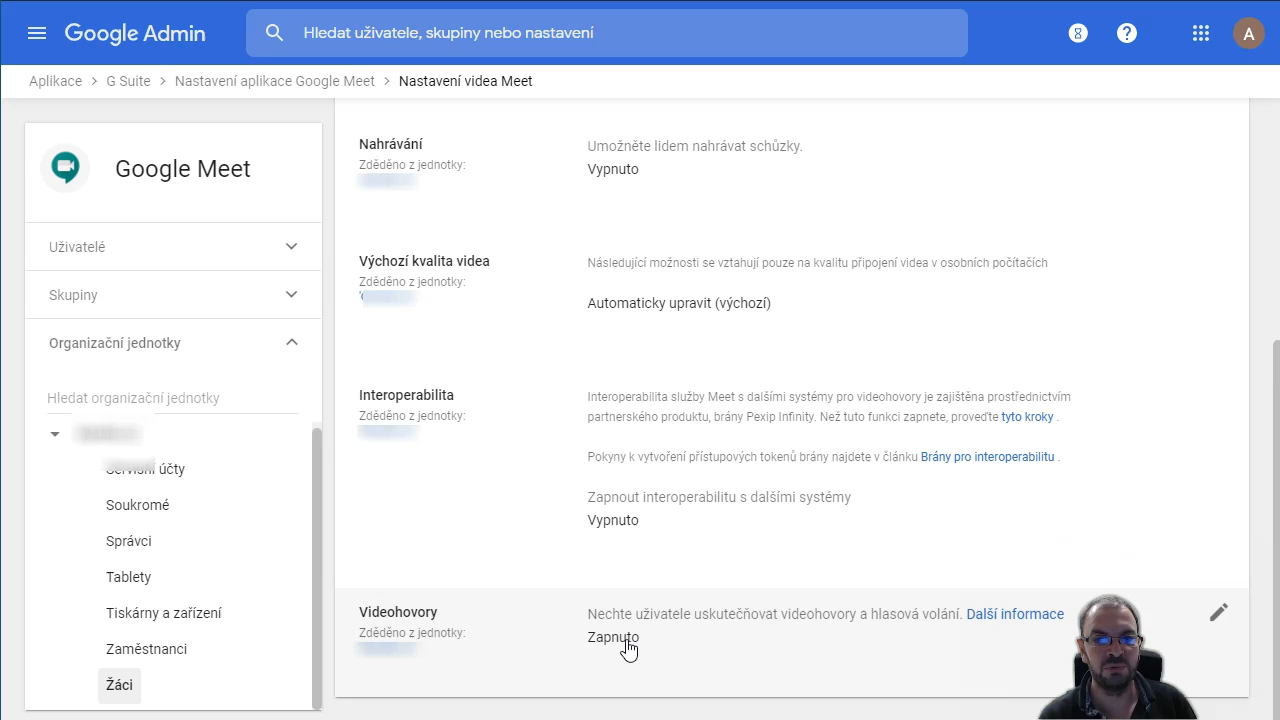 Google Admin
Hledat uživatele, skupiny nebo nastavení
A
Aplikace > G Suite > Nastavení aplikace Google Meet > Nastavení videa Meet
Google Meet
Uživatelé
Skupiny
Organizační jednotky
Hledat organizační jednotky
Servisní účty
Soukromé
Správci
Tablety
Tiskárny a zařízení
Zaměstnanci
Žáci
Nahrávání
Zděděno z jednotky:
Umožněte lidem nahrávat schůzky.
Vypnuto
Výchozí kvalita videa
Zděděno z jednotky:
Následující možnosti se vztahují pouze na kvalitu připojení videa v osobních počítačích
Automaticky upravit (výchozí)
Interoperabilita
Zděděno z jednotky:
Interoperabilita služby Meet s dalšími systémy pro videohovory je zajištěna prostřednictvím
partnerského produktu, brány Pexip Infinity. Než tuto funkci zapnete, proveďte tyto kroky .
Pokyny k vytvoření přístupových tokenů brány najdete v článku Brány pro interoperabilitu .
Zapnout interoperabilitu s dalšími systémy
Vypnuto
Videohovory
Zděděno z jednotky:
Nechte uživatele uskutečňovat videohovory a hlasová volání. Další informace
Zapnuto